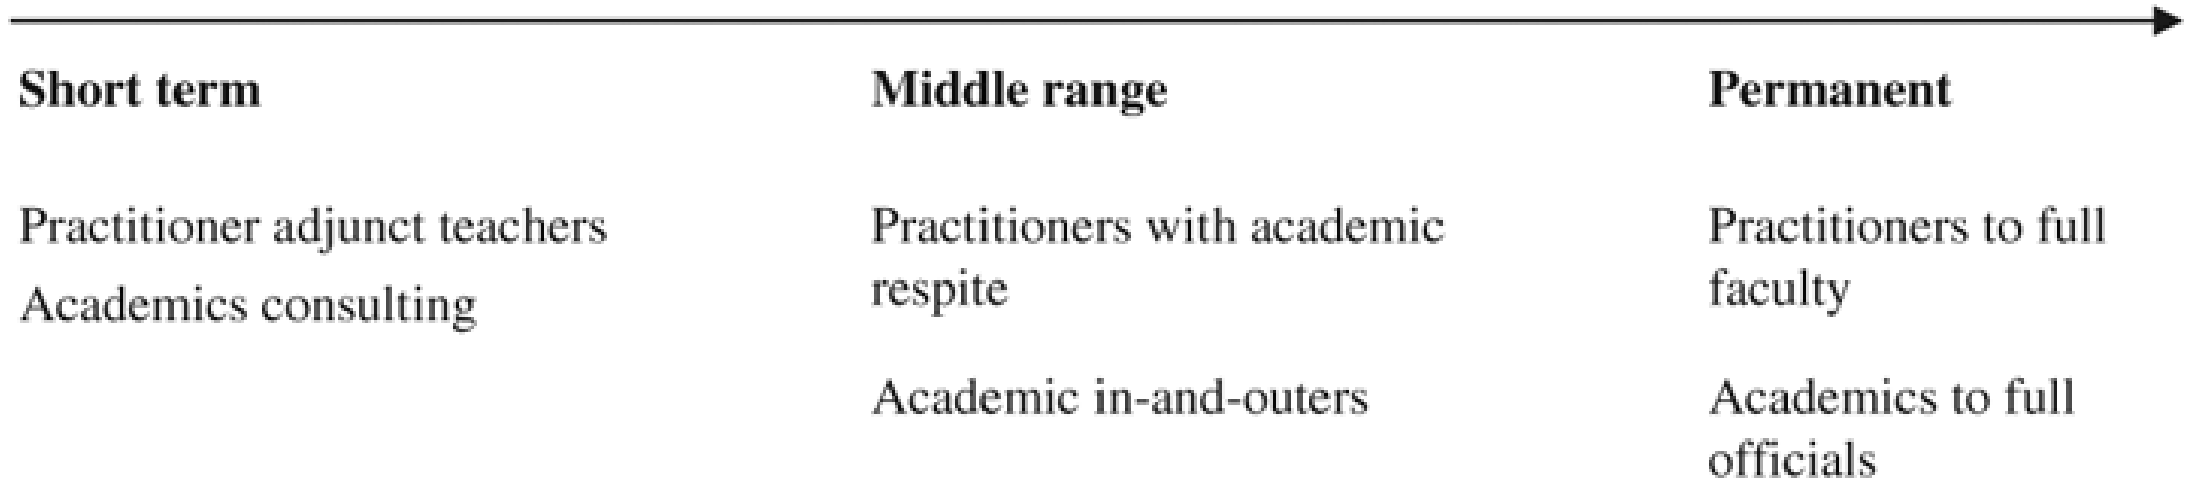 Short term
Middle range
Permanent
Practitioner adjunct teachers
Academics consulting
Practitioners with academic
respite
Academic in-and-outers
Practitioners to full
faculty
Academics to full
officials